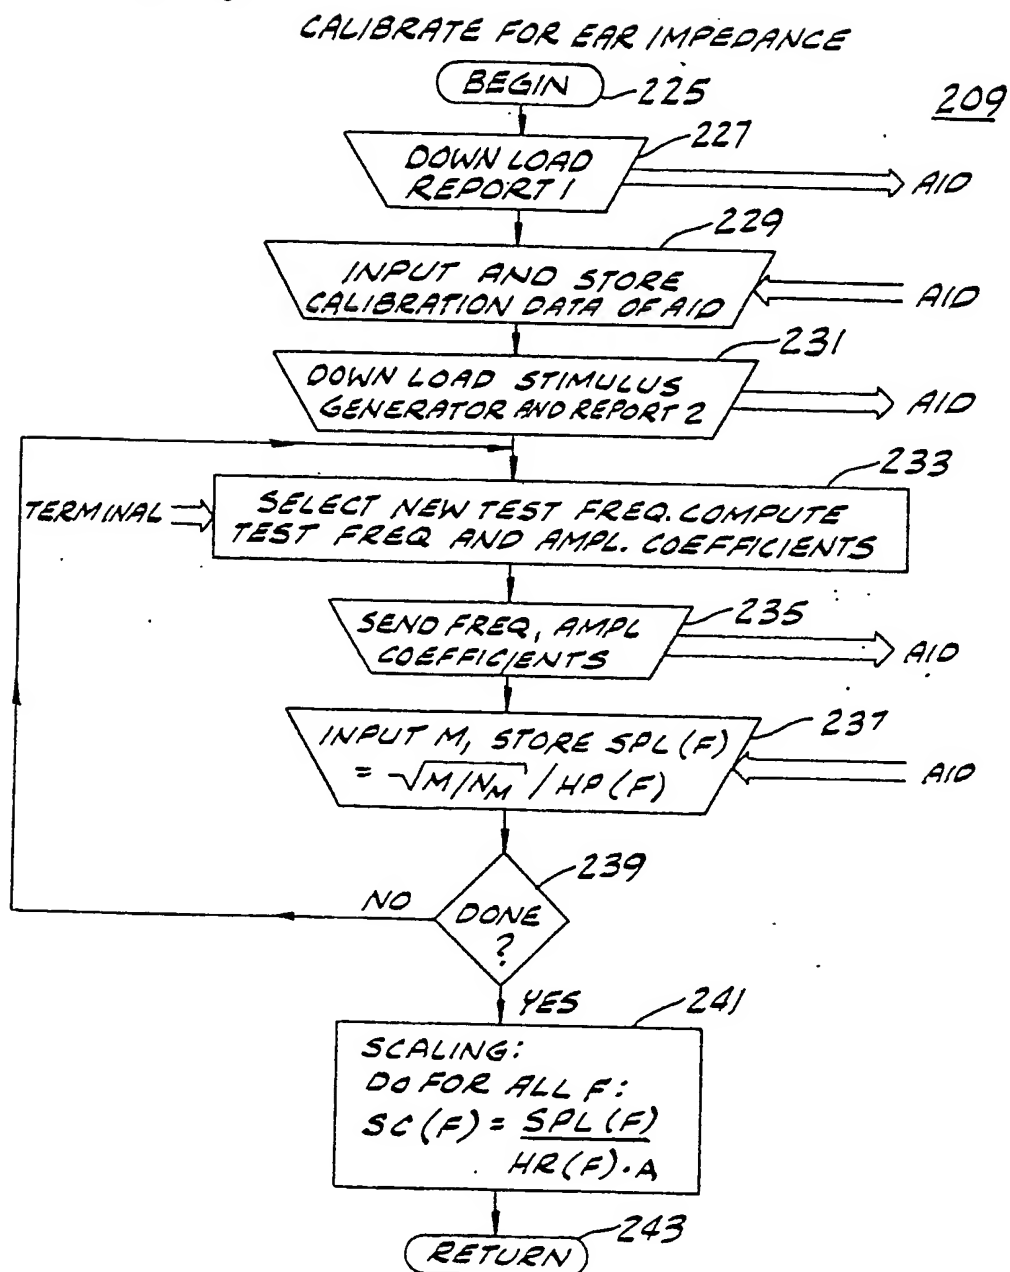 CALIBRATE FOR EAR IMPEDANCE
BEGIN
225
209
227
DOWN LOAD
REPORT 1
AID
229
INPUT AND STORE
CALIBRATION DATA OF AID
AID
231
DOWN LOAD STIMULUS
GENERATOR AND REPORT 2
AID
233
TERMINAL
SELECT NEW TEST FREQ. COMPUTE
TEST FREQ AND AMPL. COEFFICIENTS
235
SEND FREQ, AMPL
COEFFICIENTS
AID
237
INPUT M, STORE SPL(F)
= √M/NM / HP(F)
AID
239
NO
DONE
?
YES
241
SCALING:
DO FOR ALL F:
SC(F) = SPL(F)
HR(F)·A
243
RETURN